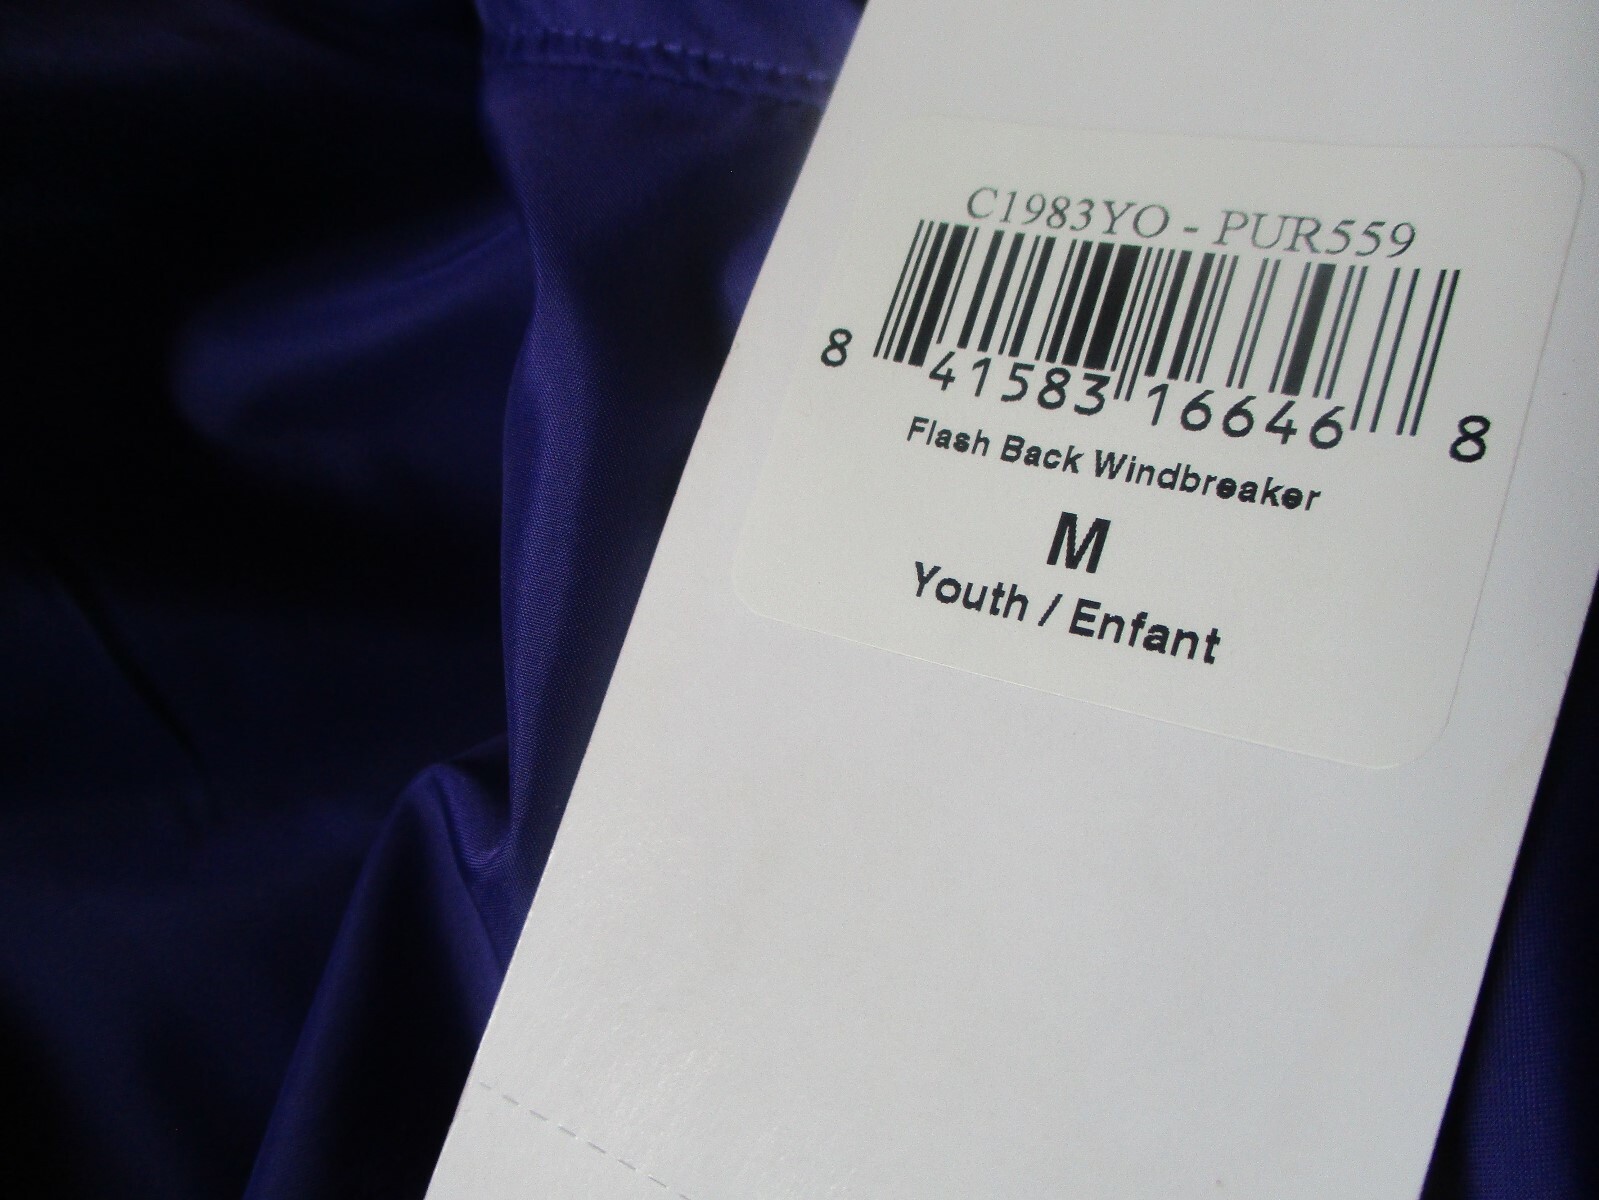 C1983YO - PUR559
8 41583 16646 8
Flash Back Windbreaker
M
Youth / Enfant